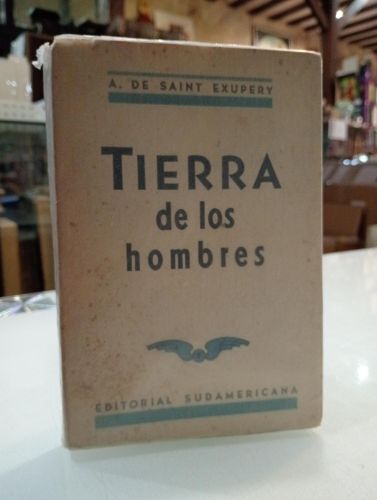 A. DE SAINT EXUPERY
TIERRA
de los
hombres
EDITORIAL SUDAMERICANA